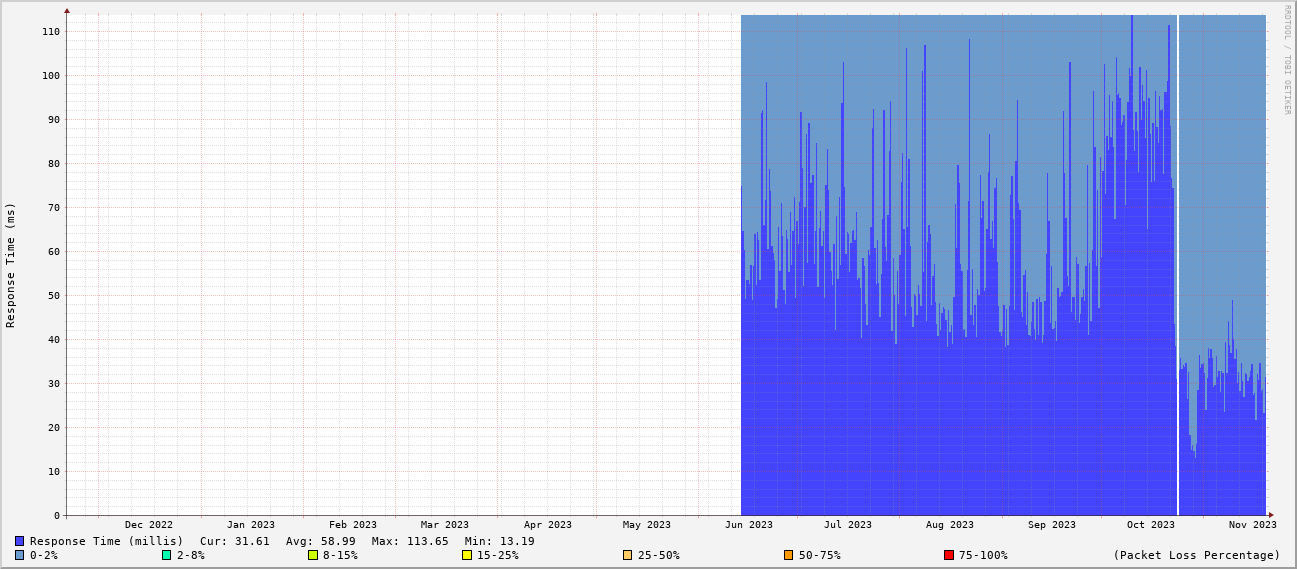 RRDTOOL / TOBI OETIKER
Response Time (ms)
110
100
90
80
70
60
50
40
30
20
10
0
Dec 2022 Jan 2023 Feb 2023 Mar 2023 Apr 2023 May 2023 Jun 2023 Jul 2023 Aug 2023 Sep 2023 Oct 2023 Nov 2023
Response Time (millis) Cur: 31.61 Avg: 58.99 Max: 113.65 Min: 13.19
0-2% 2-8% 8-15% 15-25% 25-50% 50-75% 75-100% (Packet Loss Percentage)